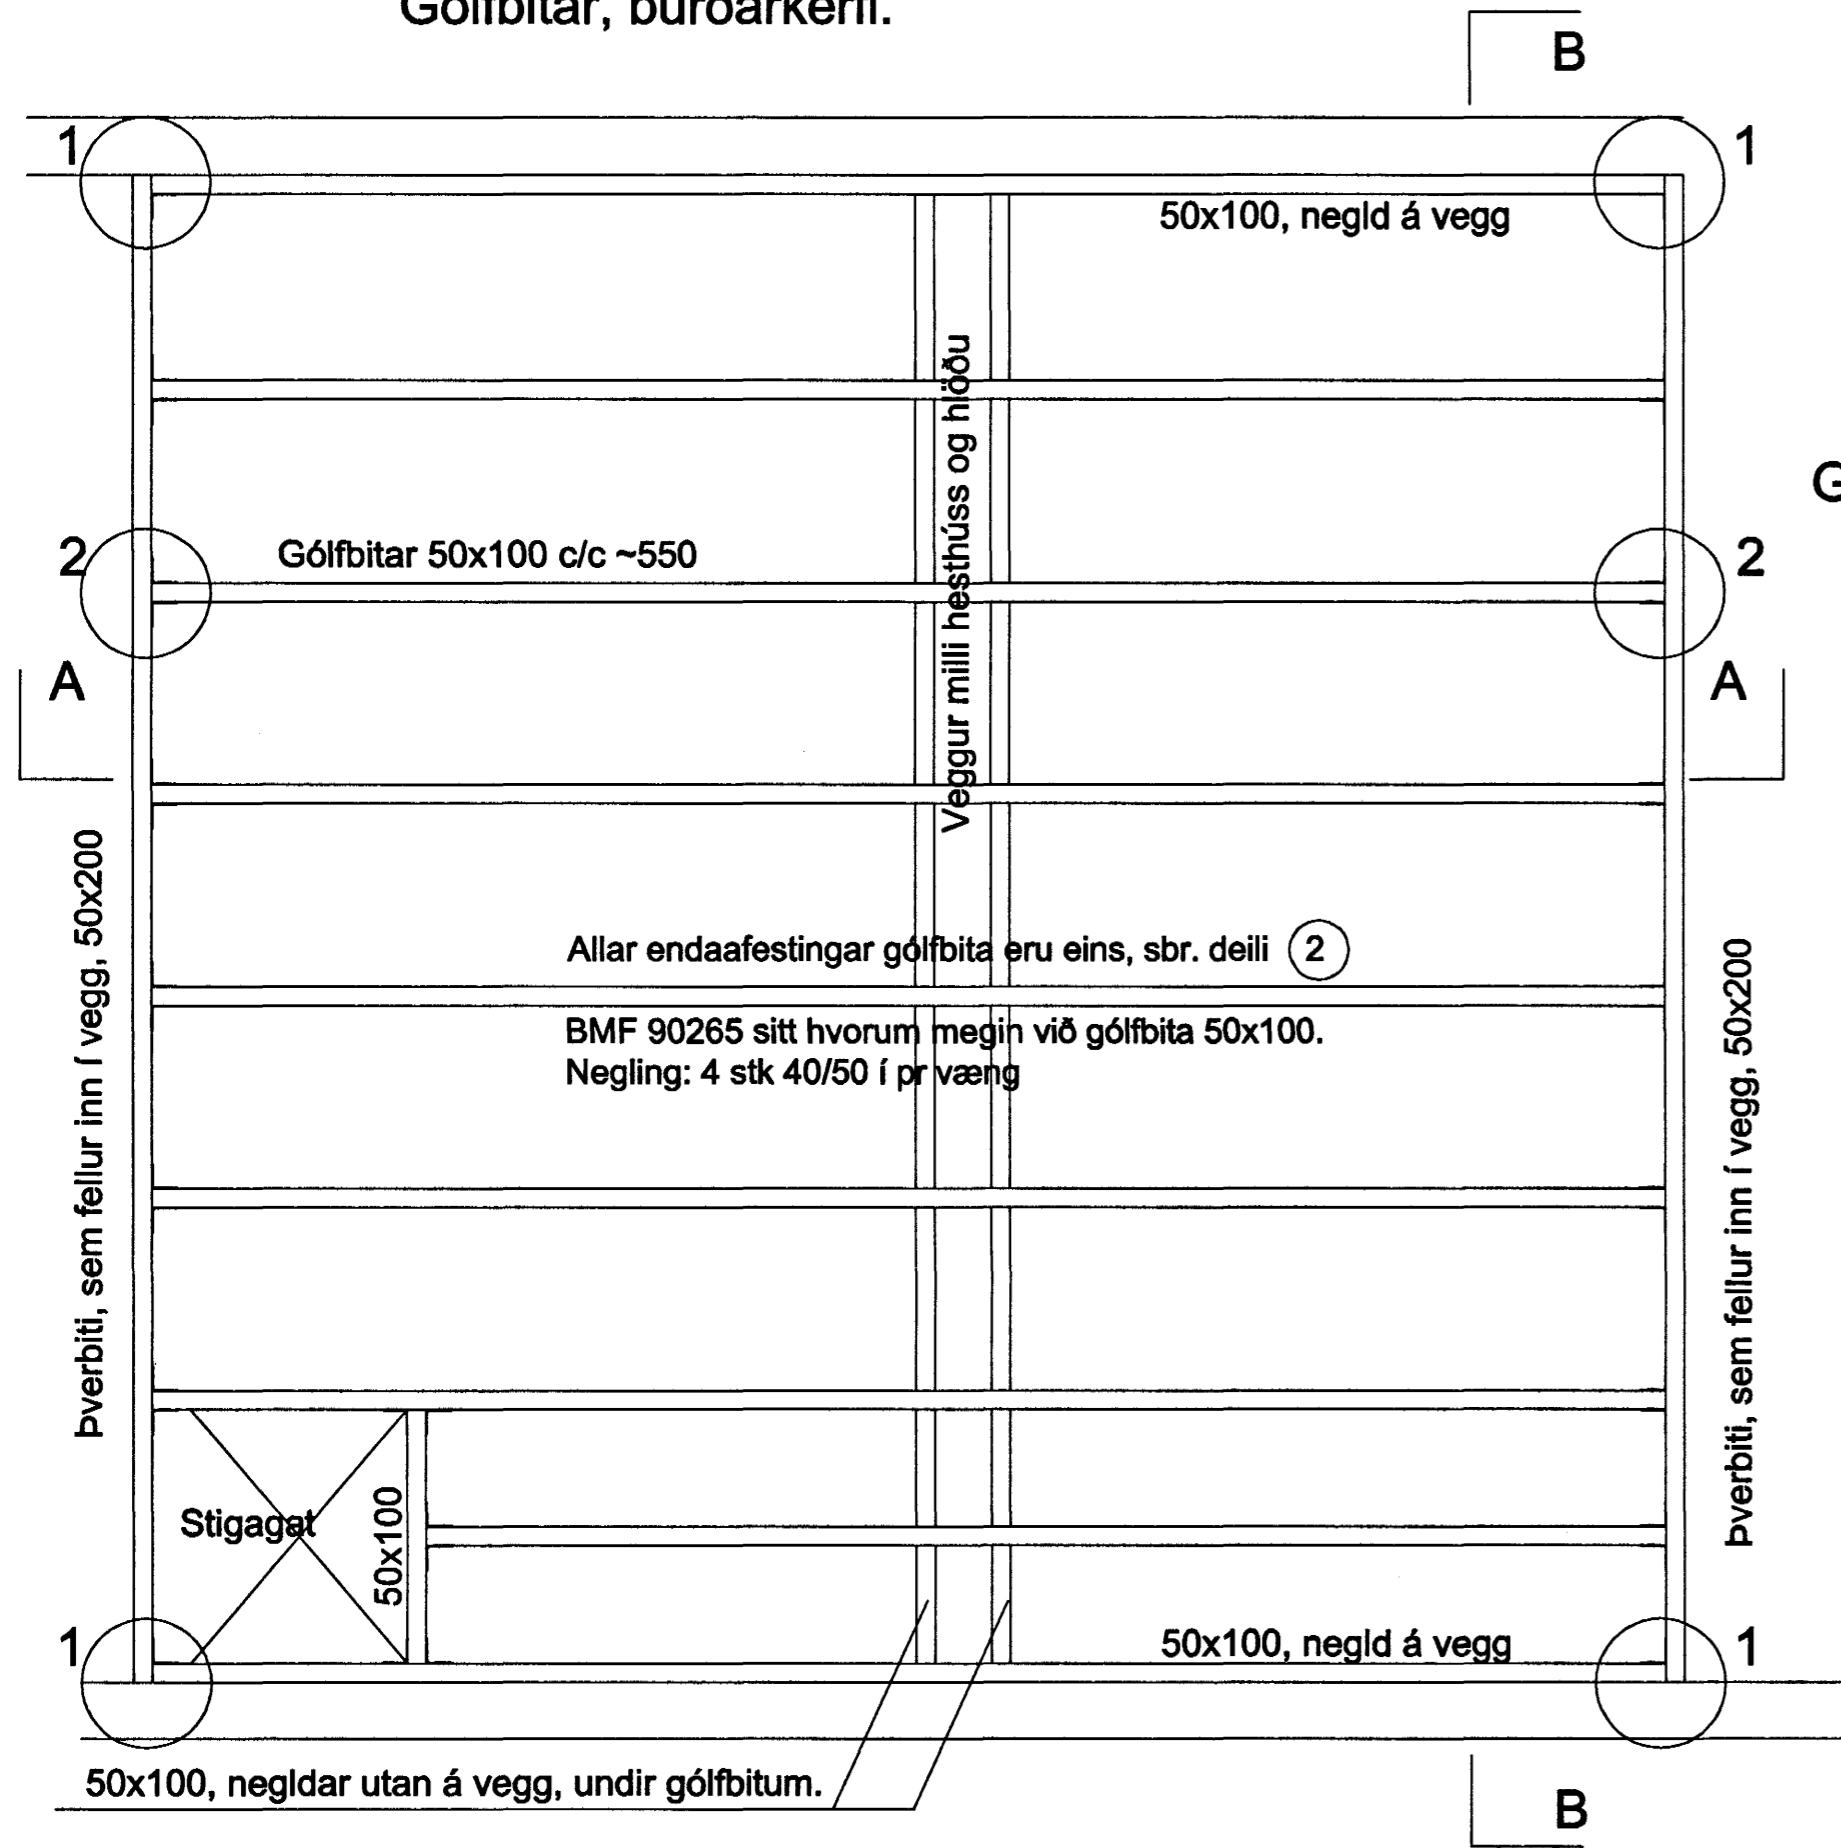 Gólfbitar, burðarkerfi.
B
1
1
50x100, negld á vegg
Veggur milli hesthúss og hlöðu
G
2
Gólfbitar 50x100 c/c ~550
2
A
A
Þverbiti, sem fellur inn í vegg, 50x200
Allar endaafestingar gólfbita eru eins, sbr. deili 2
BMF 90265 sitt hvorum megin við gólfbita 50x100.
Negling: 4 stk 40/50 í pr væng
Þverbiti, sem fellur inn í vegg, 50x200
Stigagat
50x100
1
50x100, negld á vegg
1
50x100, negldar utan á vegg, undir gólfbitum.
B